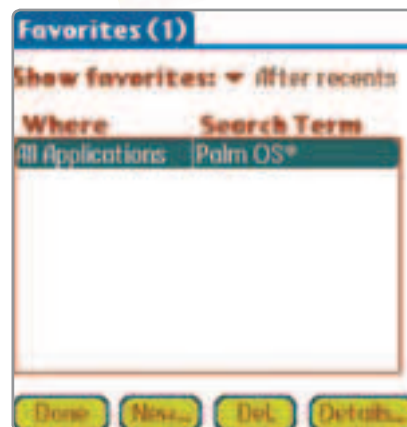 Favorites (1)
Show favorites: After recents
Where Search Term
All Applications Palm OS®
Done New... Del. Details...